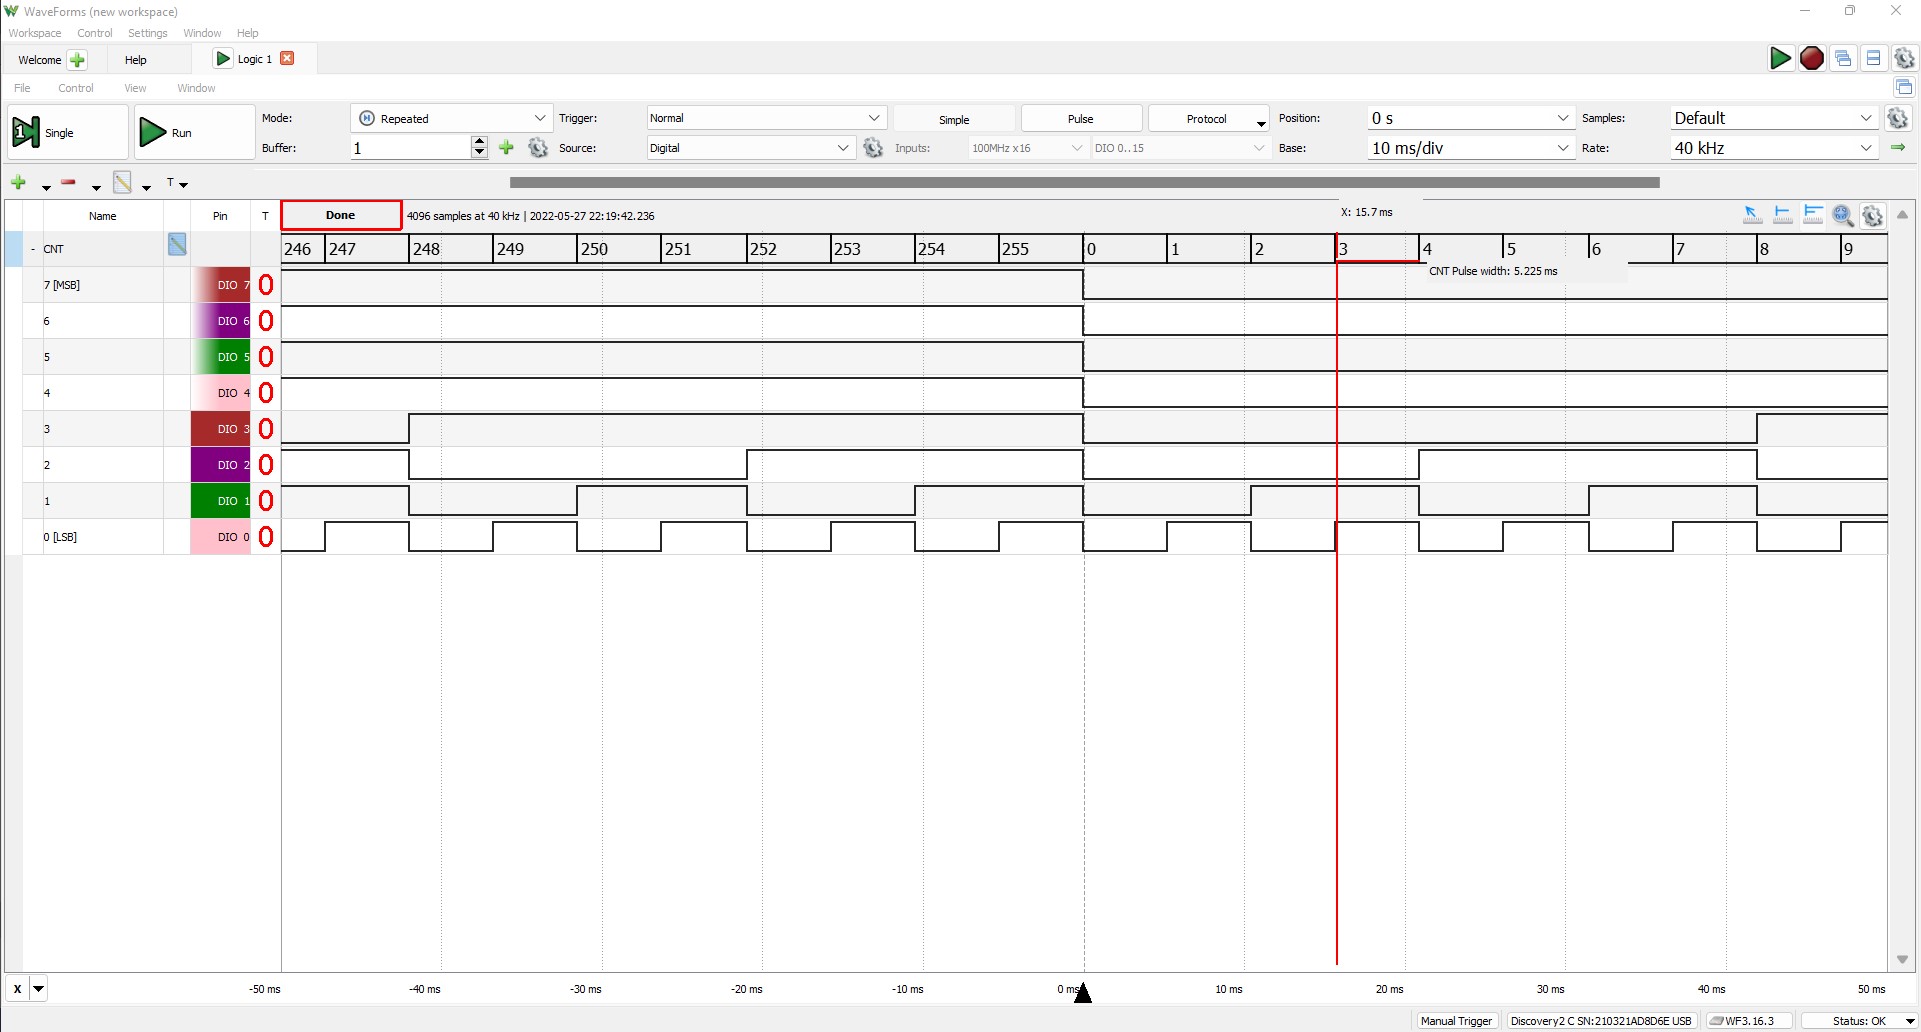 WaveForms (new workspace)
Workspace Control Settings Window Help
Welcome Help Logic 1
File Control View Window
Single Run Mode: Repeated Trigger: Normal Simple Pulse Protocol Position: 0 s Samples: Default
Buffer: 1 Source: Digital Inputs: 100MHz x16 DIO 0..15 Base: 10 ms/div Rate: 40 kHz
T
Name Pin T Done 4096 samples at 40 kHz | 2022-05-27 22:19:42.236 X: 15.7 ms
- CNT 246 247 248 249 250 251 252 253 254 255 0 1 2 3 4 5 6 7 8 9
CNT Pulse width: 5.225 ms
7 [MSB] DIO 7 0
6 DIO 6 0
5 DIO 5 0
4 DIO 4 0
3 DIO 3 0
2 DIO 2 0
1 DIO 1 0
0 [LSB] DIO 0 0
X -50 ms -40 ms -30 ms -20 ms -10 ms 0 ms 10 ms 20 ms 30 ms 40 ms 50 ms
Manual Trigger Discovery2 C SN:210321AD8D6E USB WF3.16.3 Status: OK